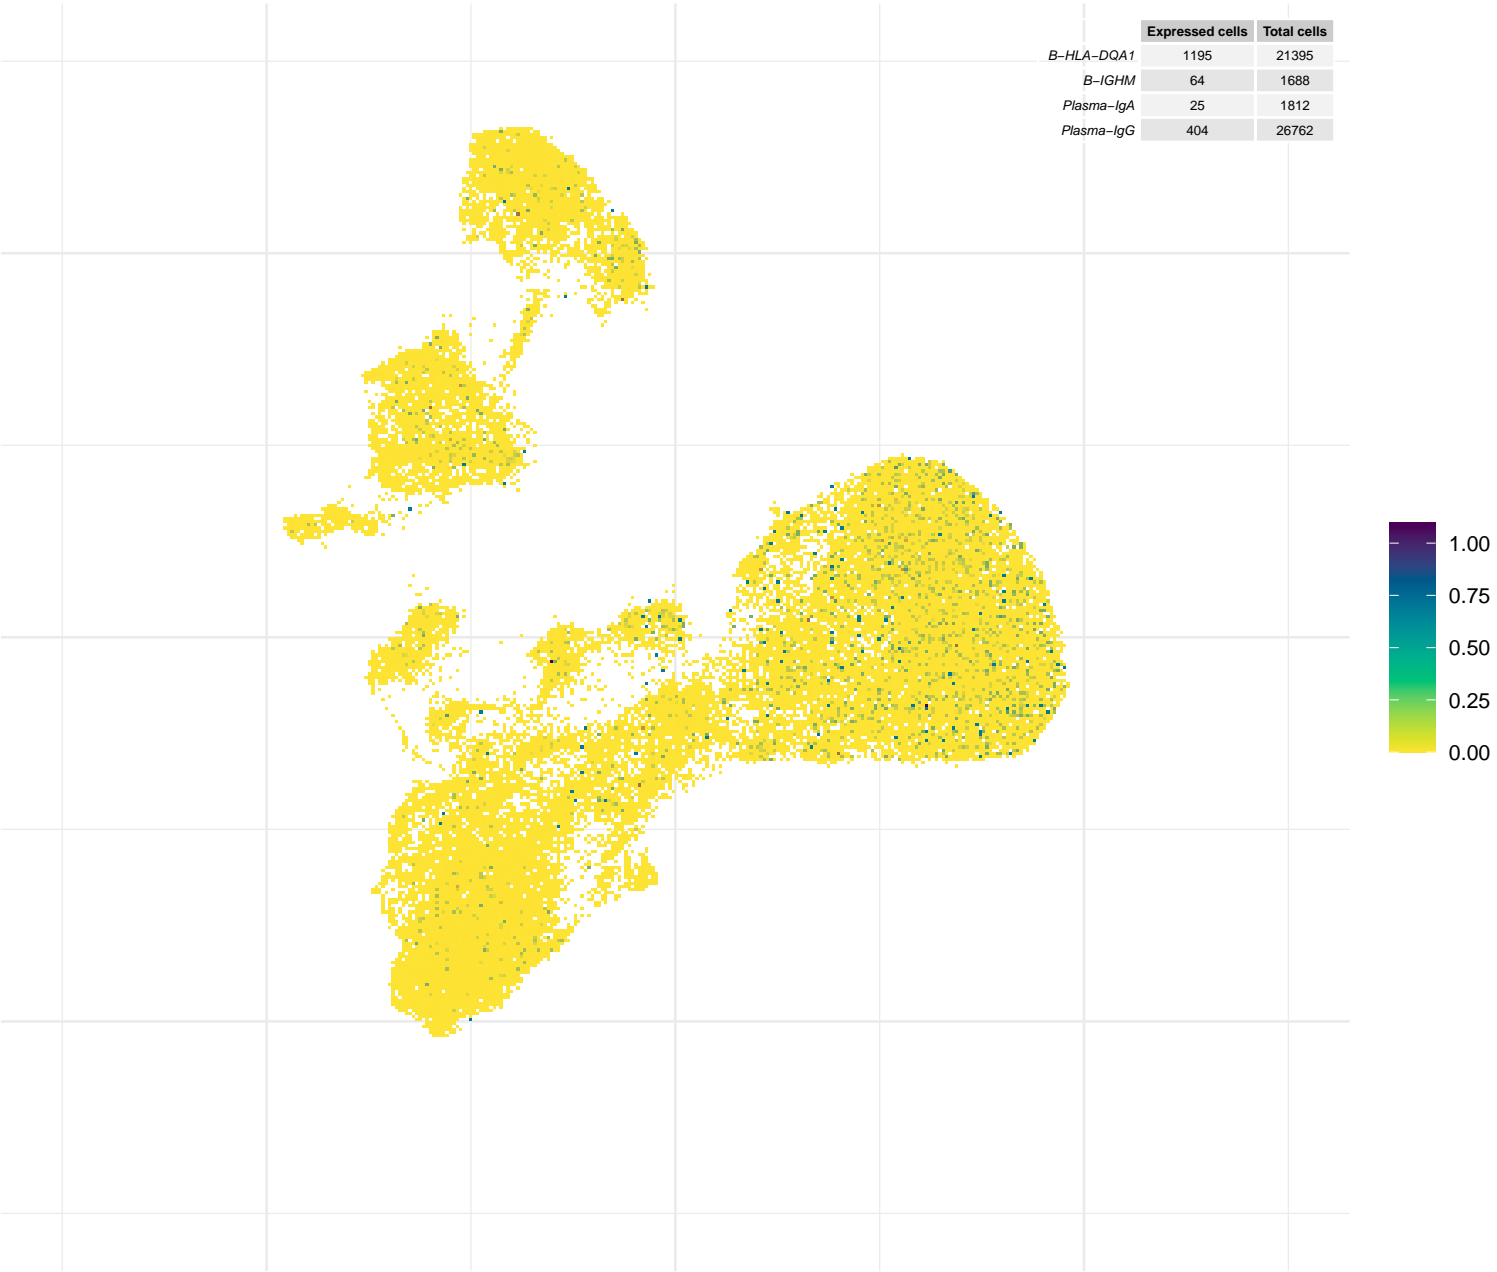 Expressed cells Total cells
B−HLA−DQA1 1195 21395
B−IGHM 64 1688
Plasma−IgA 25 1812
Plasma−IgG 404 26762
1.00
0.75
0.50
0.25
0.00